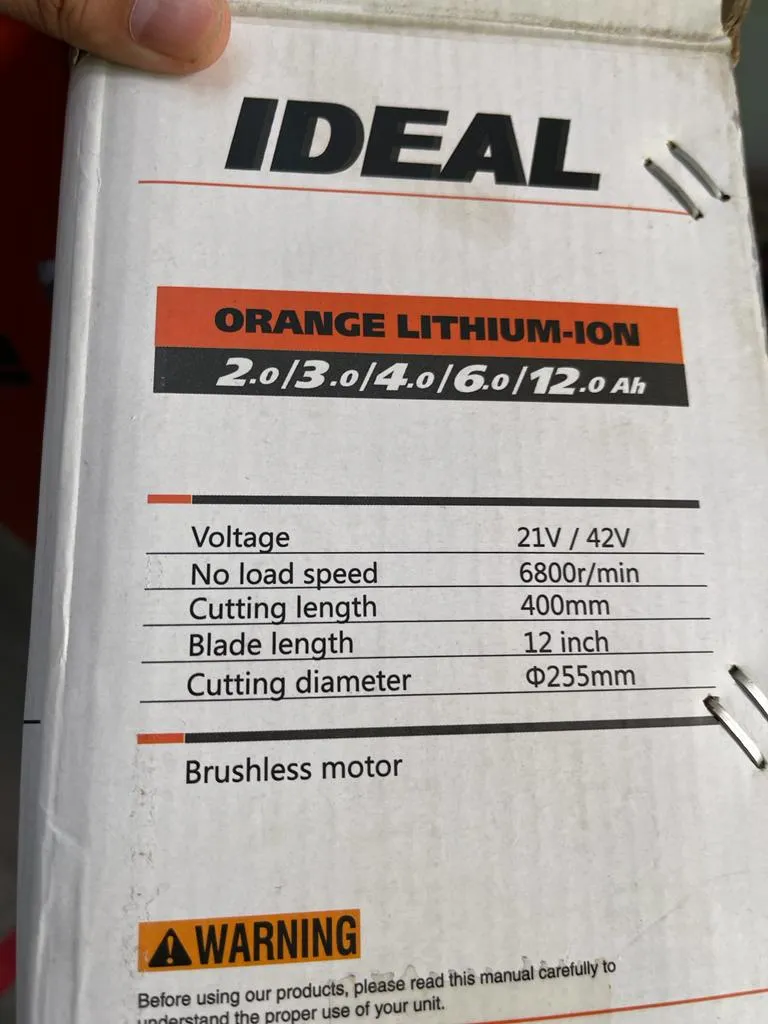 IDEAL
ORANGE LITHIUM-ION
2.0/3.0/4.0/6.0/12.0 Ah
Voltage 21V / 42V
No load speed 6800r/min
Cutting length 400mm
Blade length 12 inch
Cutting diameter Φ255mm
Brushless motor
WARNING
Before using our products, please read this manual carefully to
understand the proper use of your unit.